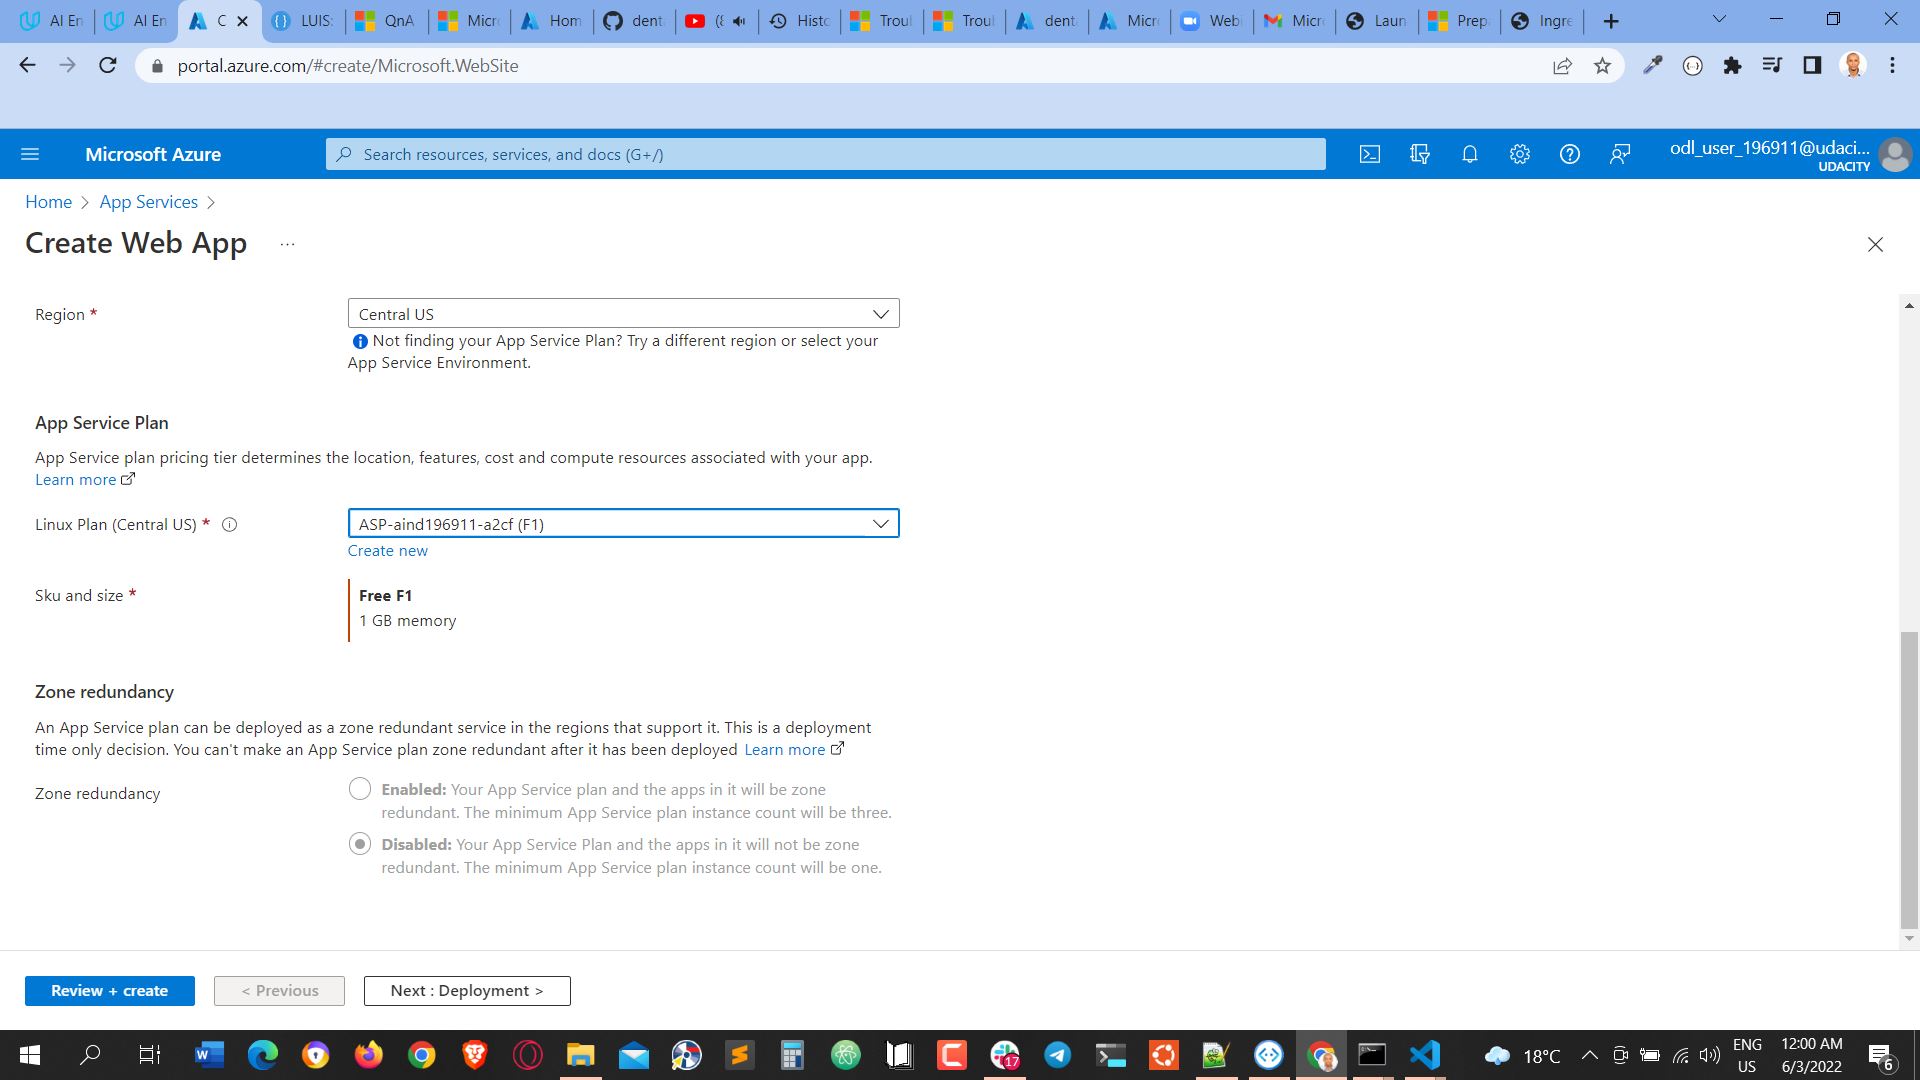 AI En
AI En
C
LUIS:
QnA
Micro
Hom
dent
(8
Histo
Troul
Troul
dent
Micro
Webi
Micro
Laun
Prep
Ingre
portal.azure.com/#create/Microsoft.WebSite
Microsoft Azure
Search resources, services, and docs (G+/)
odl_user_196911@udaci...
UDACITY
Home > App Services >
Create Web App ...
Region *
Central US
Not finding your App Service Plan? Try a different region or select your
App Service Environment.
App Service Plan
App Service plan pricing tier determines the location, features, cost and compute resources associated with your app.
Learn more
Linux Plan (Central US) *
ASP-aind196911-a2cf (F1)
Create new
Sku and size *
Free F1
1 GB memory
Zone redundancy
An App Service plan can be deployed as a zone redundant service in the regions that support it. This is a deployment
time only decision. You can't make an App Service plan zone redundant after it has been deployed Learn more
Zone redundancy
Enabled: Your App Service plan and the apps in it will be zone
redundant. The minimum App Service plan instance count will be three.
Disabled: Your App Service Plan and the apps in it will not be zone
redundant. The minimum App Service plan instance count will be one.
Review + create
< Previous
Next : Deployment >
17
18°C
ENG
US
12:00 AM
6/3/2022
6